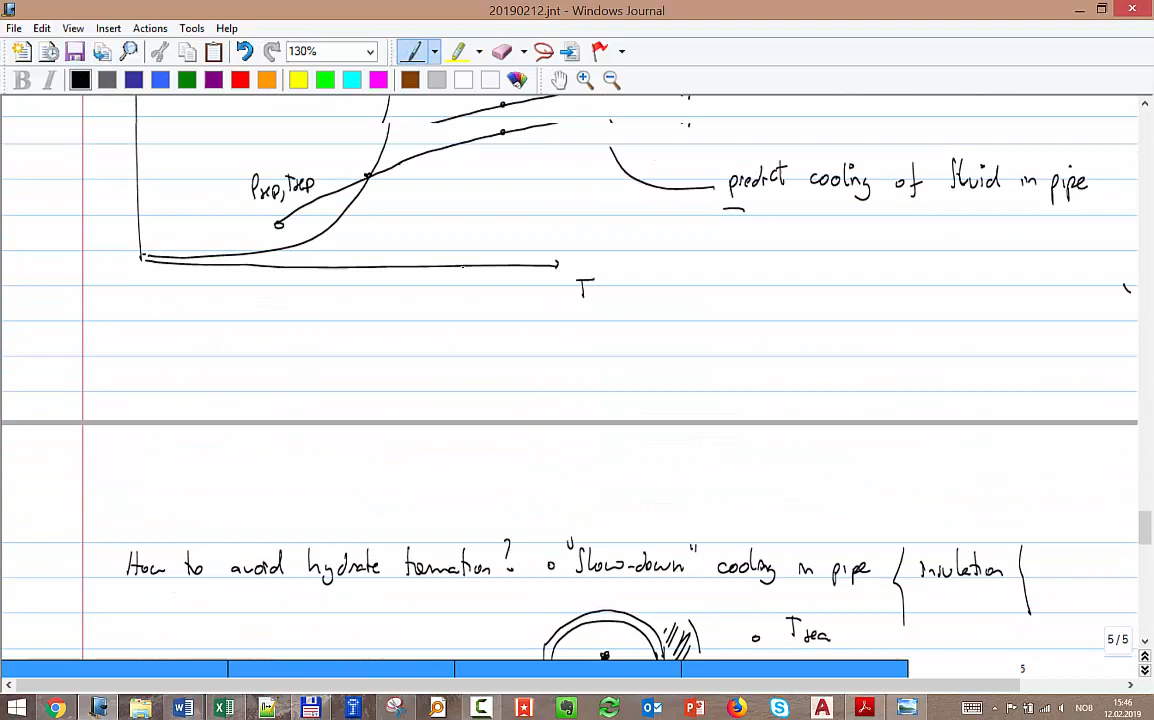 20190212.jnt - Windows Journal
File Edit View Insert Actions Tools Help
130%
B I
Psep, Tsep
predict cooling of fluid in pipe
T
How to avoid hydrate formation? o "Slow-down" cooling in pipe { insulation {
o Tsea
5/5
5
NOB
15:46
12.02.2019